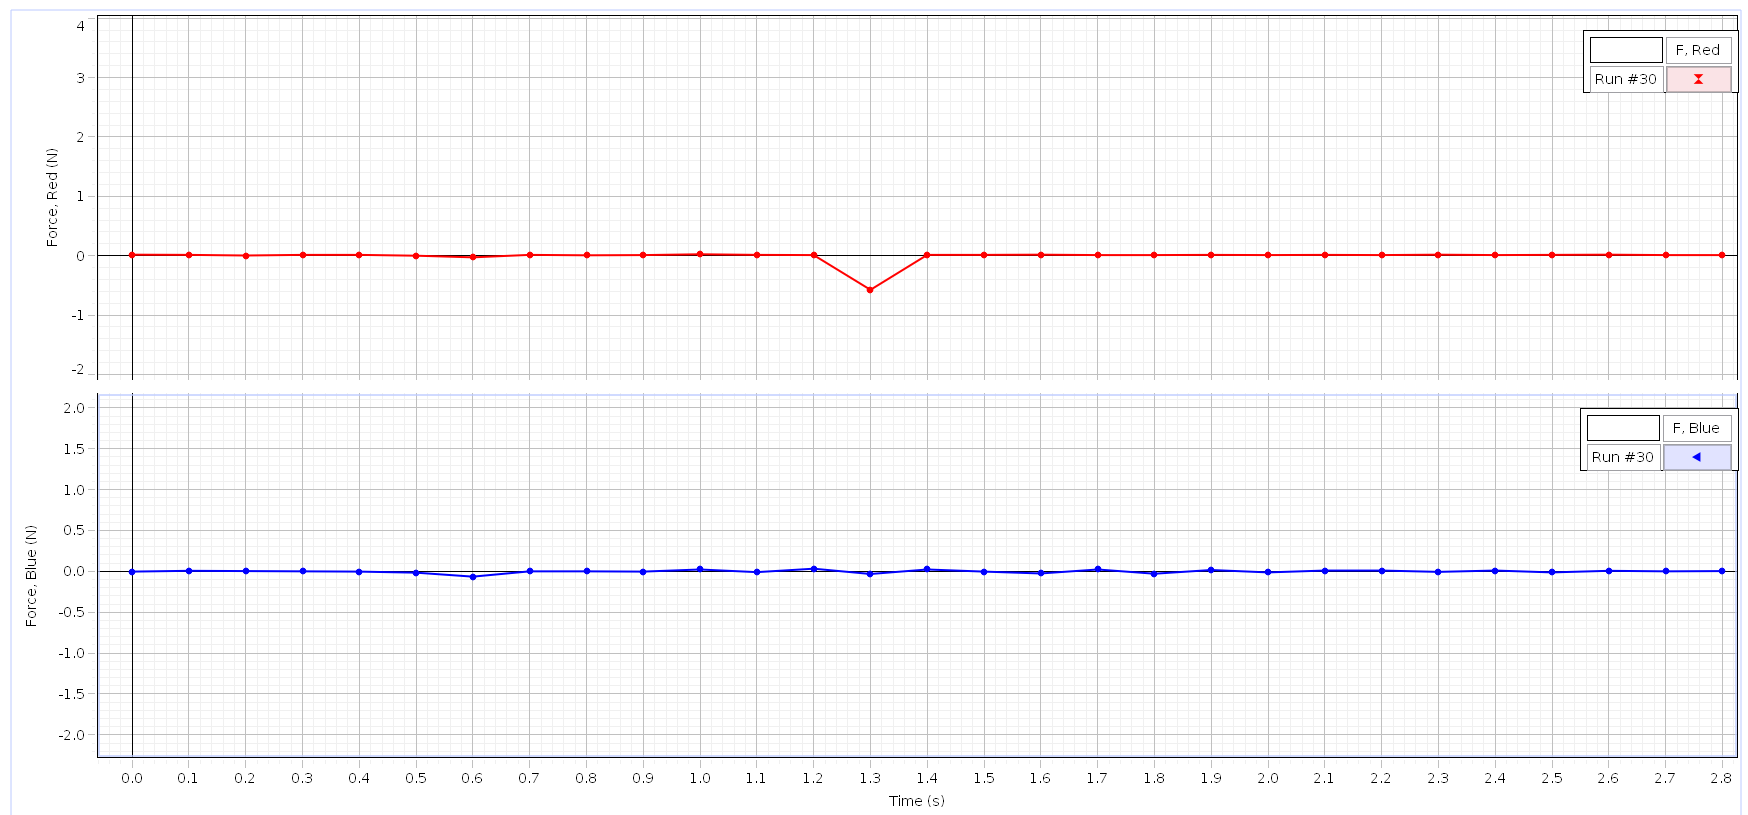 4
3
2
1
0
-1
-2
Force, Red (N)
F, Red
Run #30
2.0
1.5
1.0
0.5
0.0
-0.5
-1.0
-1.5
-2.0
Force, Blue (N)
F, Blue
Run #30
0.0 0.1 0.2 0.3 0.4 0.5 0.6 0.7 0.8 0.9 1.0 1.1 1.2 1.3 1.4 1.5 1.6 1.7 1.8 1.9 2.0 2.1 2.2 2.3 2.4 2.5 2.6 2.7 2.8
Time (s)